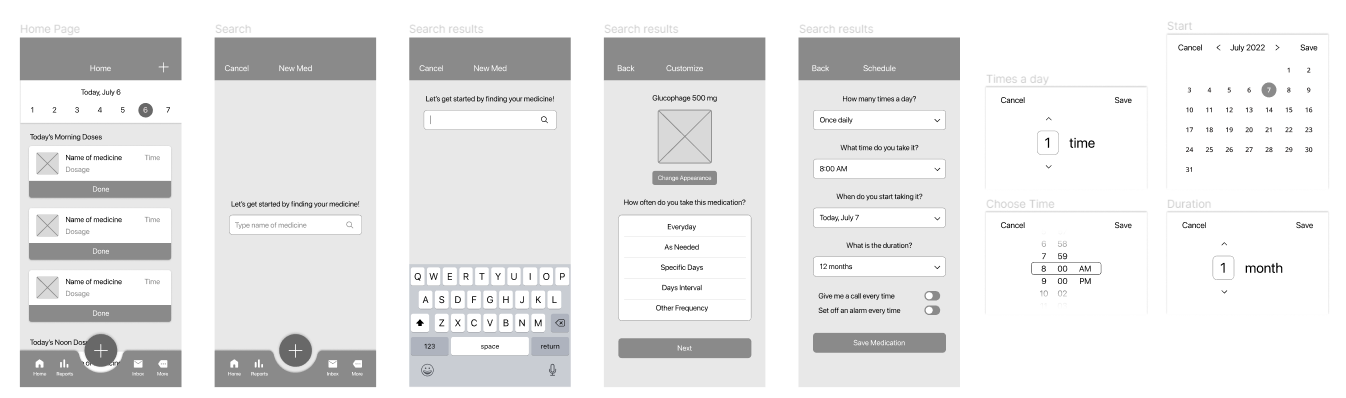 Home Page
Home
Today, July 6
1 2 3 4 5 6 7
Today's Morning Doses
Name of medicine Time
Dosage
Done
Name of medicine Time
Dosage
Done
Name of medicine Time
Dosage
Done
Today's Noon Dos
Home Reports Inbox More
Search
Cancel New Med
Let's get started by finding your medicine!
Type name of medicine
Home Reports Inbox More
Search results
Cancel New Med
Let's get started by finding your medicine!
Q W E R T Y U I O P
A S D F G H J K L
Z X C V B N M
123 space return
Search results
Back Customize
Glucophage 500 mg
Change Appearance
How often do you take this medication?
Everyday
As Needed
Specific Days
Days Interval
Other Frequency
Next
Search results
Back Schedule
How many times a day?
Once daily
What time do you take it?
8:00 AM
When do you start taking it?
Today, July 7
What is the duration?
12 months
Give me a call every time
Set off an alarm every time
Save Medication
Times a day
Cancel Save
1 time
Choose Time
Cancel Save
6 58
7 59
8 00 AM
9 00 PM
10 02
Start
Cancel < July 2022 > Save
1 2
3 4 5 6 7 8 9
10 11 12 13 14 15 16
17 18 19 20 21 22 23
24 25 26 27 28 29 30
31
Duration
Cancel Save
1 month